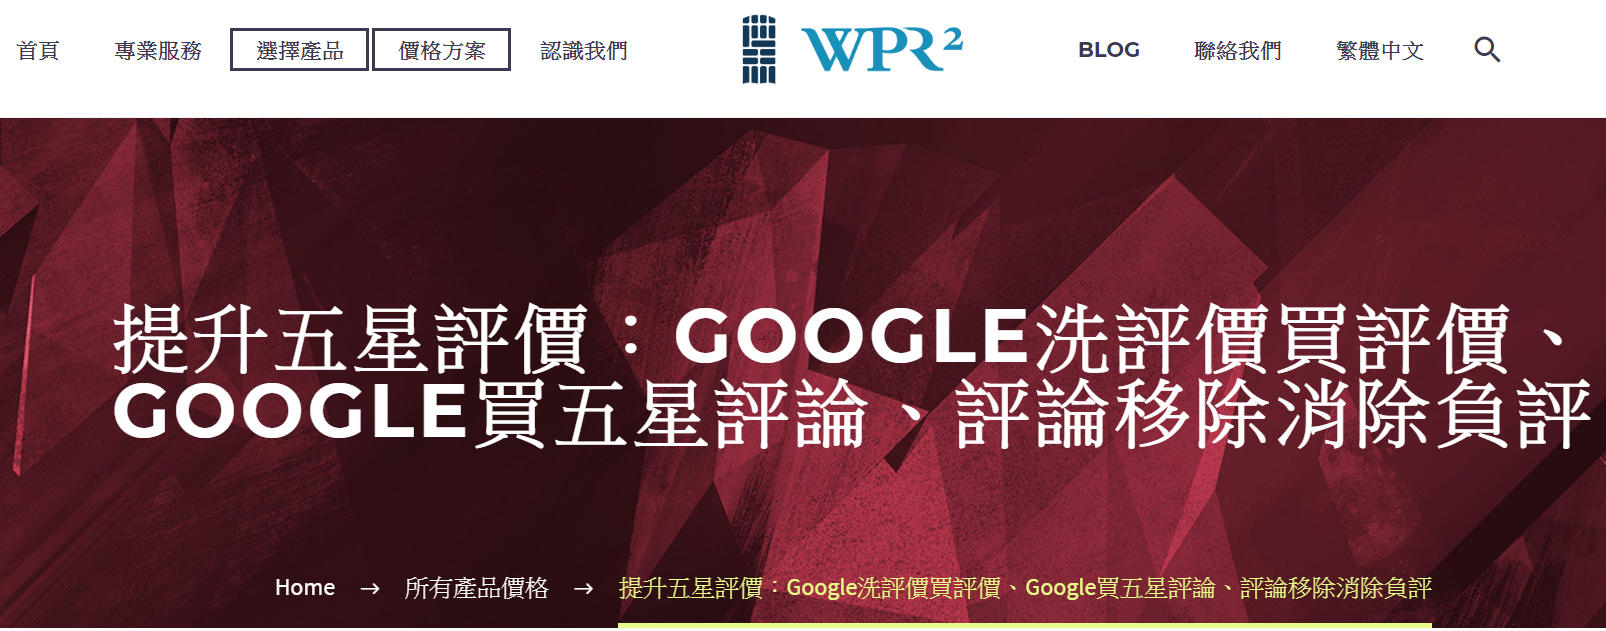 首頁 專業服務 選擇產品 價格方案 認識我們 WPR2 BLOG 聯絡我們 繁體中文
提升五星評價：GOOGLE洗評價買評價、
GOOGLE買五星評論、評論移除消除負評
Home → 所有產品價格 → 提升五星評價：Google洗評價買評價、Google買五星評論、評論移除消除負評